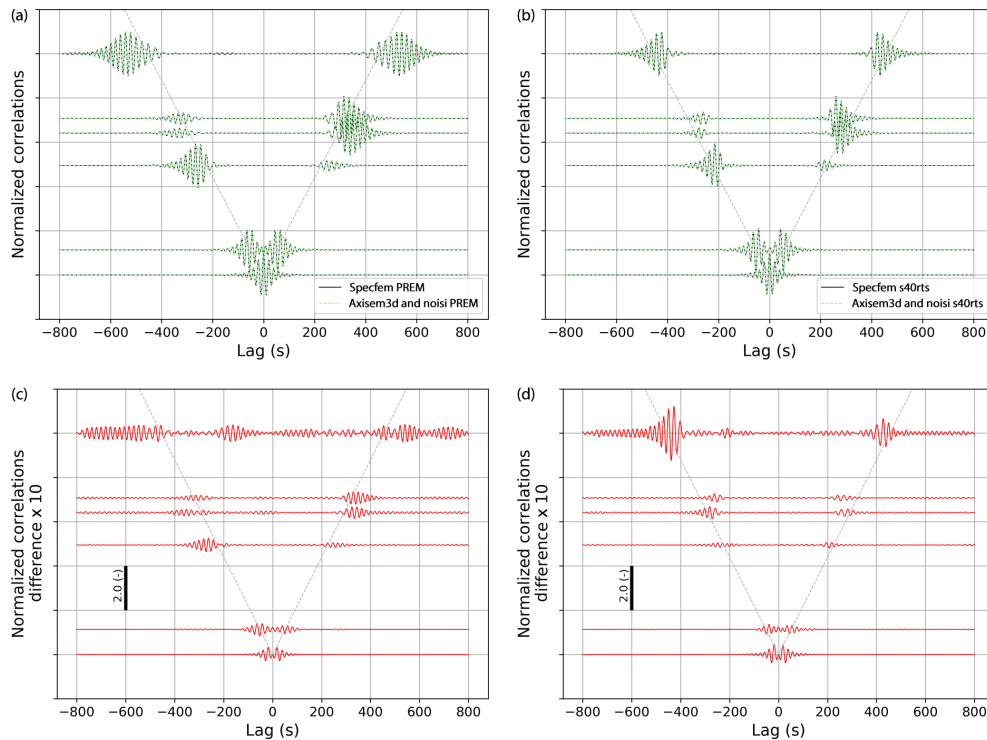 (a)
Normalized correlations
Specfem PREM
Axisem3d and noisi PREM
−800 −600 −400 −200 0 200 400 600 800
Lag (s)
(b)
Normalized correlations
Specfem s40rts
Axisem3d and noisi s40rts
−800 −600 −400 −200 0 200 400 600 800
Lag (s)
(c)
Normalized correlations
difference x 10
2.0 (-)
−800 −600 −400 −200 0 200 400 600 800
Lag (s)
(d)
Normalized correlations
difference x 10
2.0 (-)
−800 −600 −400 −200 0 200 400 600 800
Lag (s)